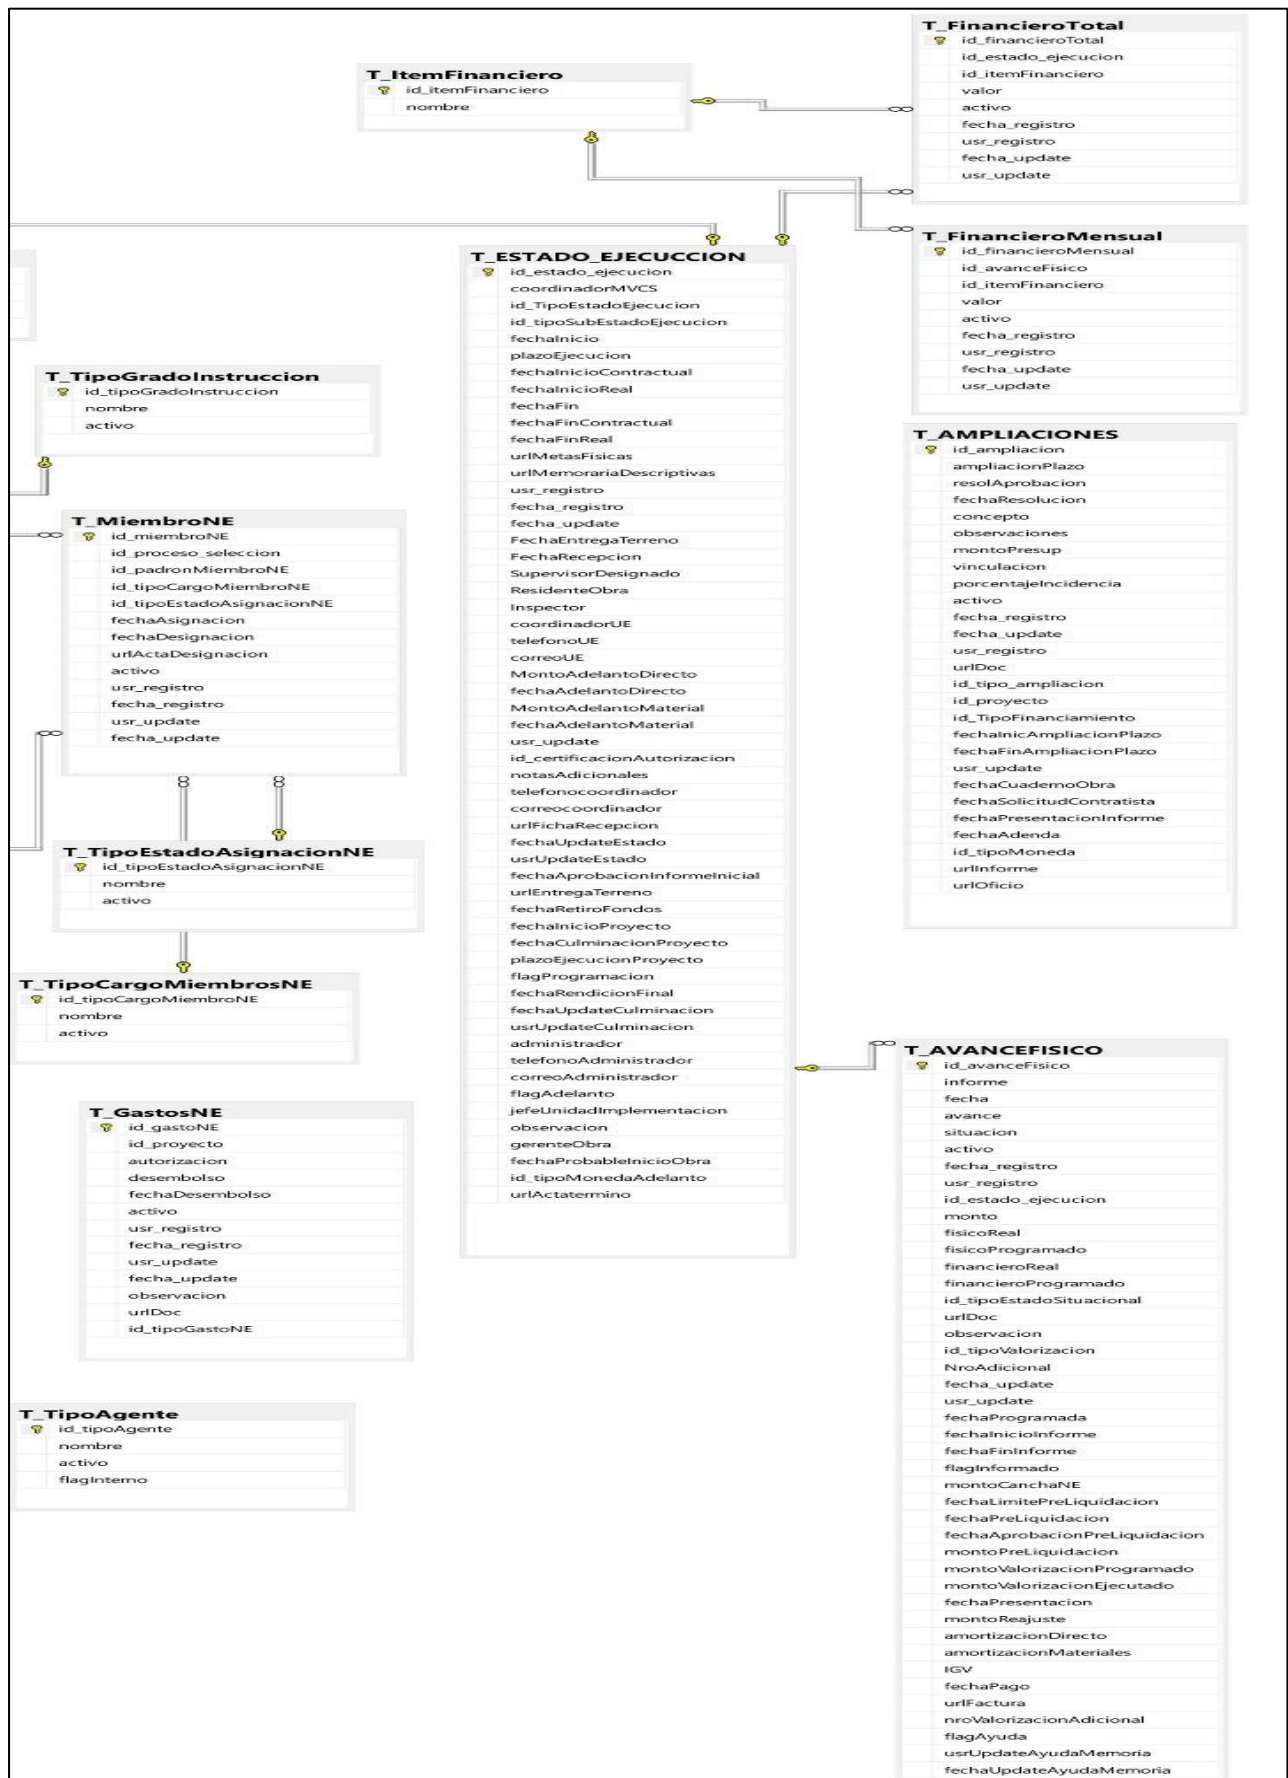 T_FinancieroTotal
id_financieroTotal
id_estado_ejecucion
id_itemFinanciero
valor
activo
fecha_registro
usr_registro
fecha_update
usr_update
T_ItemFinanciero
id_itemFinanciero
nombre
T_FinancieroMensual
id_financieroMensual
id_avanceFisico
id_itemFinanciero
valor
activo
fecha_registro
usr_registro
fecha_update
usr_update
T_ESTADO_EJECUCCION
id_estado_ejecucion
coordinadorMVCS
id_TipoEstadoEjecucion
id_tipoSubEstadoEjecucion
fechaInicio
plazoEjecucion
fechaInicioContractual
fechaInicioReal
fechaFin
fechaFinContractual
fechaFinReal
urlMetasFisicas
urlMemorariaDescriptivas
usr_registro
fecha_registro
fecha_update
FechaEntregaTerreno
FechaRecepcion
SupervisorDesignado
ResidenteObra
Inspector
coordinadorUE
telefonoUE
correoUE
MontoAdelantoDirecto
fechaAdelantoDirecto
MontoAdelantoMaterial
fechaAdelantoMaterial
usr_update
id_certificacionAutorizacion
notasAdicionales
telefonocoordinador
correocoordinador
urlFichaRecepcion
fechaUpdateEstado
usrUpdateEstado
fechaAprobacionInformeInicial
urlEntregaTerreno
fechaRetiroFondos
fechaInicioProyecto
fechaCulminacionProyecto
plazoEjecucionProyecto
flagProgramacion
fechaRendicionFinal
fechaUpdateCulminacion
usrUpdateCulminacion
administrador
telefonoAdministrador
correoAdministrador
flagAdelanto
jefeUnidadImplementacion
observacion
gerenteObra
fechaProbableInicioObra
id_tipoMonedaAdelanto
urlActatermino
T_TipoGradoInstruccion
id_tipoGradoInstruccion
nombre
activo
T_MiembroNE
id_miembroNE
id_proceso_seleccion
id_padronMiembroNE
id_tipoCargoMiembroNE
id_tipoEstadoAsignacionNE
fechaAsignacion
fechaDesignacion
urlActaDesignacion
activo
usr_registro
fecha_registro
usr_update
fecha_update
T_TipoEstadoAsignacionNE
id_tipoEstadoAsignacionNE
nombre
activo
T_TipoCargoMiembrosNE
id_tipoCargoMiembroNE
nombre
activo
T_GastosNE
id_gastoNE
id_proyecto
autorizacion
desembolso
fechaDesembolso
activo
usr_registro
fecha_registro
usr_update
fecha_update
observacion
urlDoc
id_tipoGastoNE
T_TipoAgente
id_tipoAgente
nombre
activo
flagInterno
T_AMPLIACIONES
id_ampliacion
ampliacionPlazo
resolAprobacion
fechaResolucion
concepto
observaciones
montoPresup
vinculacion
porcentajeIncidencia
activo
fecha_registro
fecha_update
usr_registro
urlDoc
id_tipo_ampliacion
id_proyecto
id_TipoFinanciamiento
fechaInicAmpliacionPlazo
fechaFinAmpliacionPlazo
usr_update
fechaCuadernoObra
fechaSolicitudContratista
fechaPresentacionInforme
fechaAdenda
id_tipoMoneda
urlInforme
urlOficio
T_AVANCEFISICO
id_avanceFisico
informe
fecha
avance
situacion
activo
fecha_registro
usr_registro
id_estado_ejecucion
monto
fisicoReal
fisicoProgramado
financieroReal
financieroProgramado
id_tipoEstadoSituacional
urlDoc
observacion
id_tipoValorizacion
NroAdicional
fecha_update
usr_update
fechaProgramada
fechaInicioInforme
fechaFinInforme
flagInformado
montoCanchaNE
fechaLimitePreLiquidacion
fechaPreLiquidacion
fechaAprobacionPreLiquidacion
montoPreLiquidacion
montoValorizacionProgramado
montoValorizacionEjecutado
fechaPresentacion
montoReajuste
amortizacionDirecto
amortizacionMateriales
IGV
fechaPago
urlFactura
nroValorizacionAdicional
flagAyuda
usrUpdateAyudaMemoria
fechaUpdateAyudaMemoria